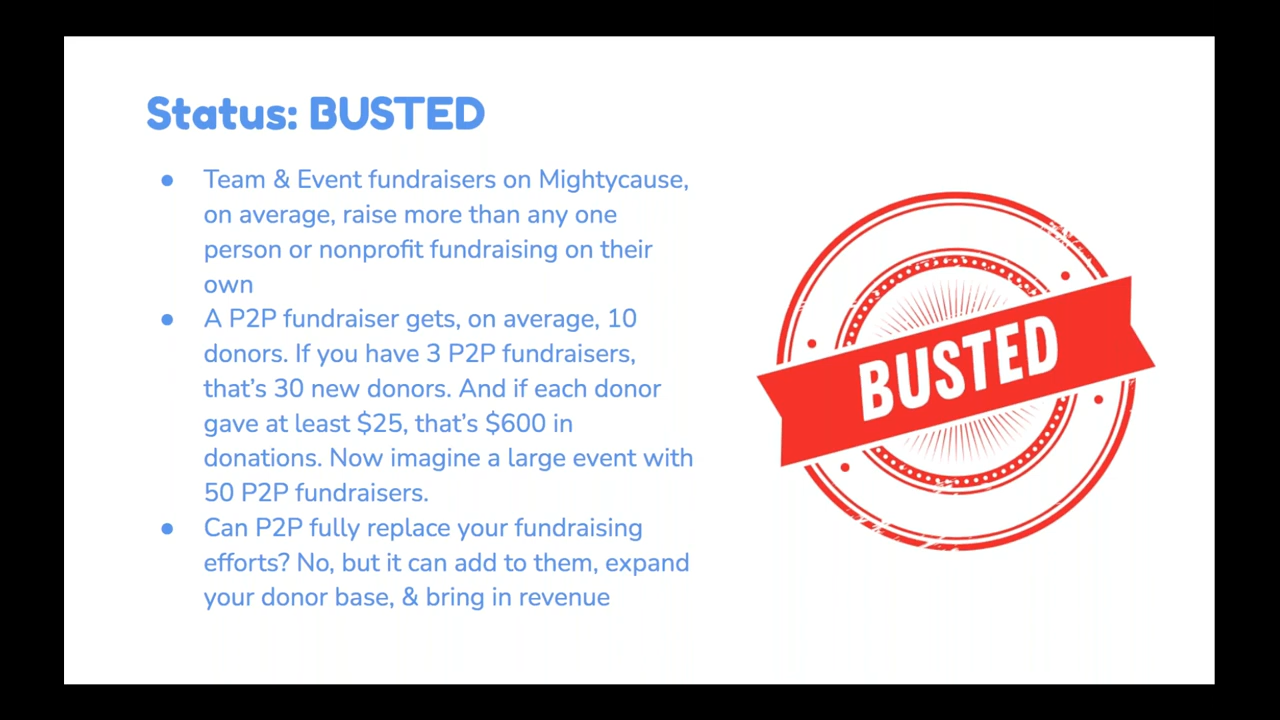 Status: BUSTED
● Team & Event fundraisers on Mightycause,
on average, raise more than any one
person or nonprofit fundraising on their
own
● A P2P fundraiser gets, on average, 10
donors. If you have 3 P2P fundraisers,
that's 30 new donors. And if each donor
gave at least $25, that's $600 in
donations. Now imagine a large event with
50 P2P fundraisers.
● Can P2P fully replace your fundraising
efforts? No, but it can add to them, expand
your donor base, & bring in revenue
BUSTED